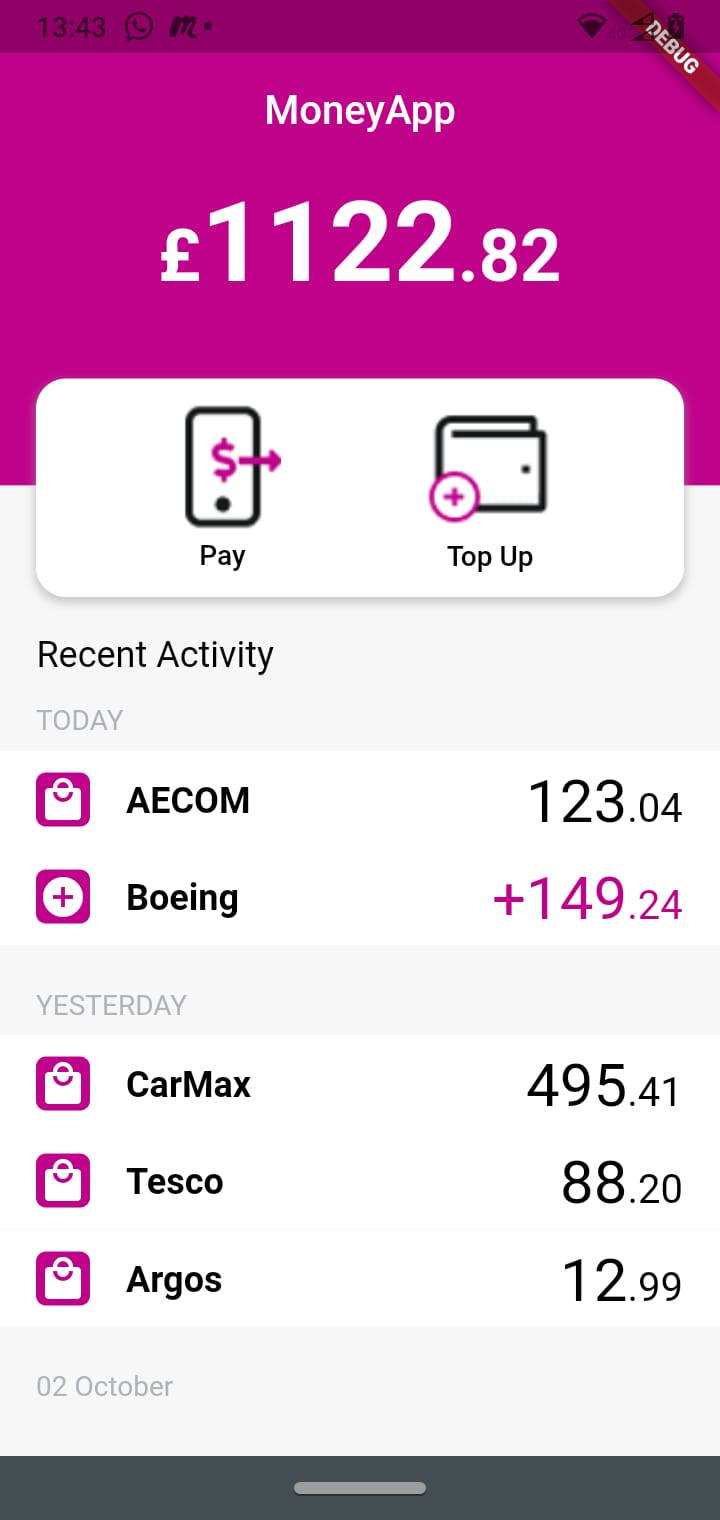 13:43
4G
DEBUG
MoneyApp
£1122.82
$
Pay
Top Up
Recent Activity
TODAY
AECOM 123.04
Boeing +149.24
YESTERDAY
CarMax 495.41
Tesco 88.20
Argos 12.99
02 October